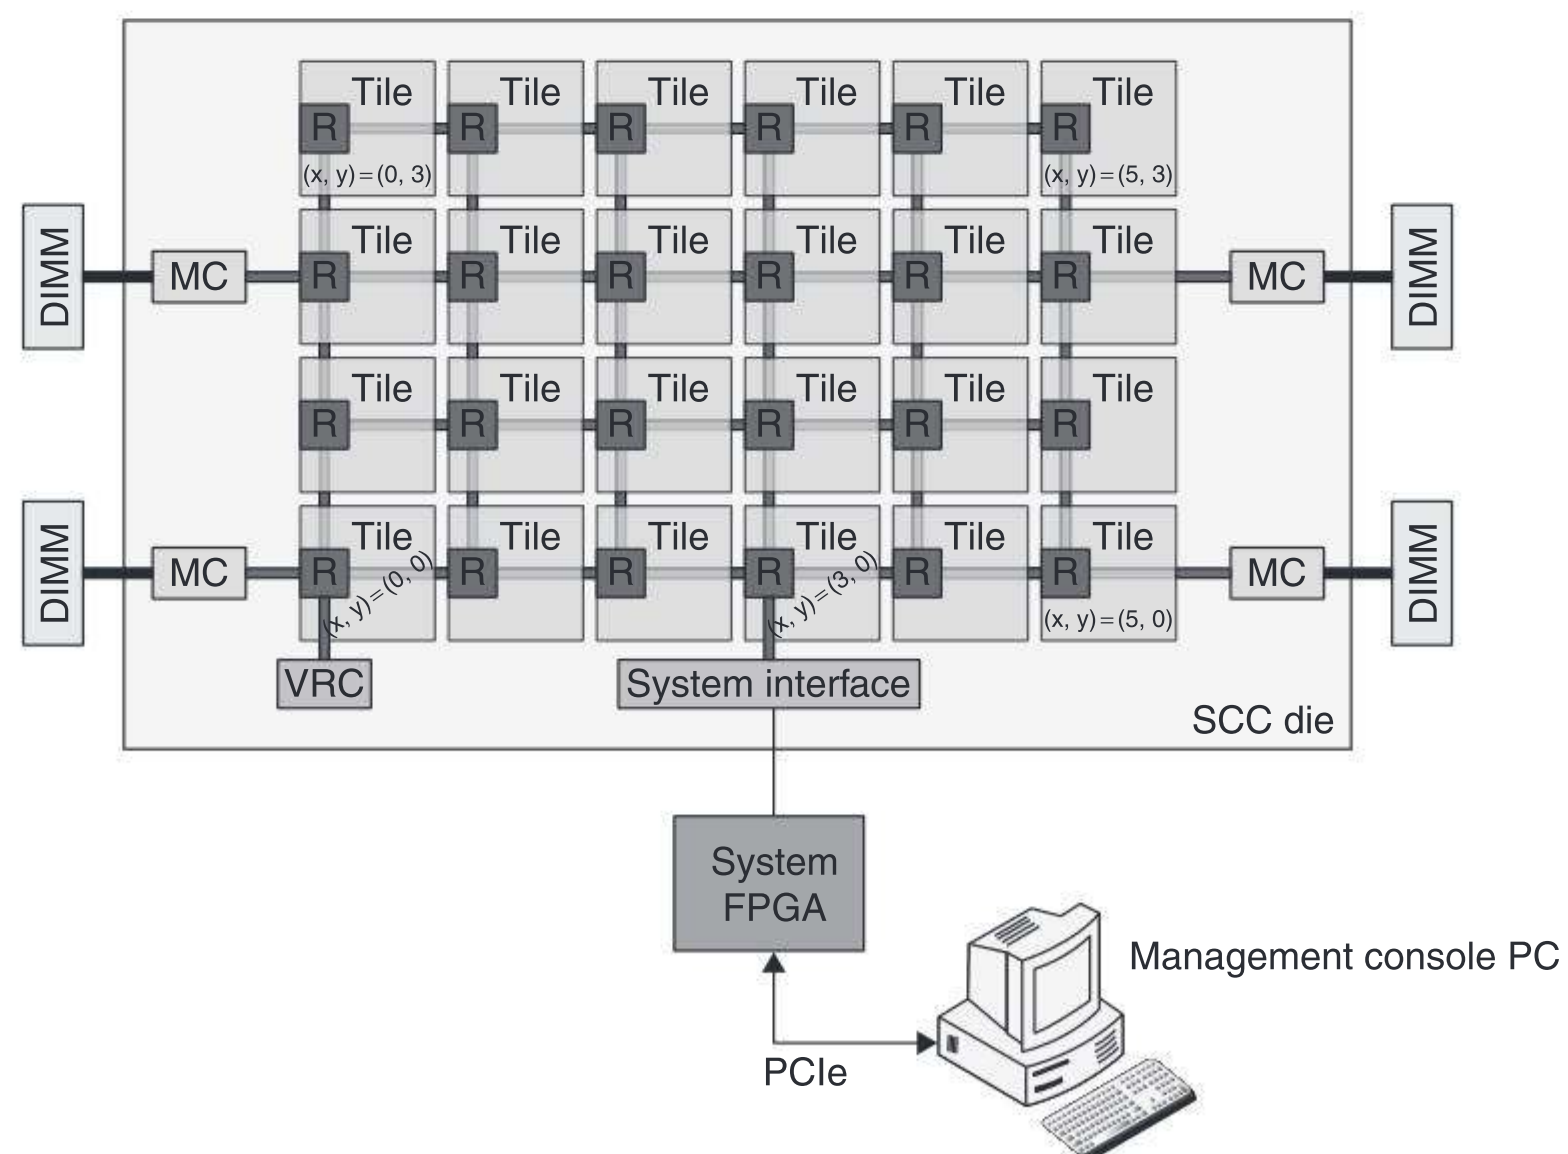 Tile Tile Tile Tile Tile Tile
R R R R R R
(x, y)=(0, 3) (x, y)=(5, 3)
Tile Tile Tile Tile Tile Tile
DIMM MC R R R R R R MC DIMM
Tile Tile Tile Tile Tile Tile
R R R R R R
Tile Tile Tile Tile Tile Tile
DIMM MC R R R R R R MC DIMM
(x, y)=(0, 0) (x, y)=(3, 0) (x, y)=(5, 0)
VRC System interface
SCC die
System
FPGA
Management console PC
PCIe